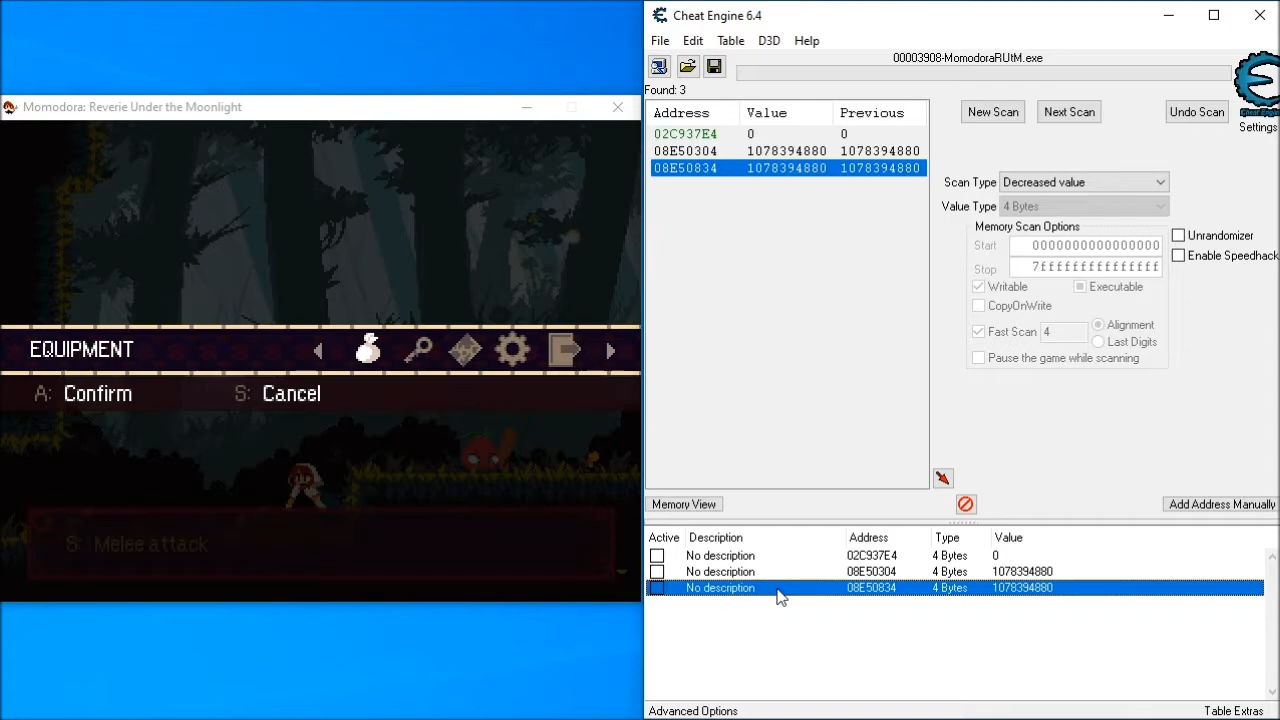 Momodora: Reverie Under the Moonlight
EQUIPMENT
A: Confirm S: Cancel
S: Melee attack
Cheat Engine 6.4
File Edit Table D3D Help
00003908-MomodoraRUtM.exe
Found: 3
Address Value Previous
02C937E4 0 0
08E50304 1078394880 1078394880
08E50834 1078394880 1078394880
New Scan Next Scan Undo Scan
Cheat Engine
Settings
Scan Type Decreased value
Value Type 4 Bytes
Memory Scan Options
Start 0000000000000000
Stop 7fffffffffffffff
Writable Executable
CopyOnWrite
Fast Scan 4 Alignment
Last Digits
Pause the game while scanning
Unrandomizer
Enable Speedhack
Memory View Add Address Manually
Active Description Address Type Value
No description 02C937E4 4 Bytes 0
No description 08E50304 4 Bytes 1078394880
No description 08E50834 4 Bytes 1078394880
Advanced Options Table Extras